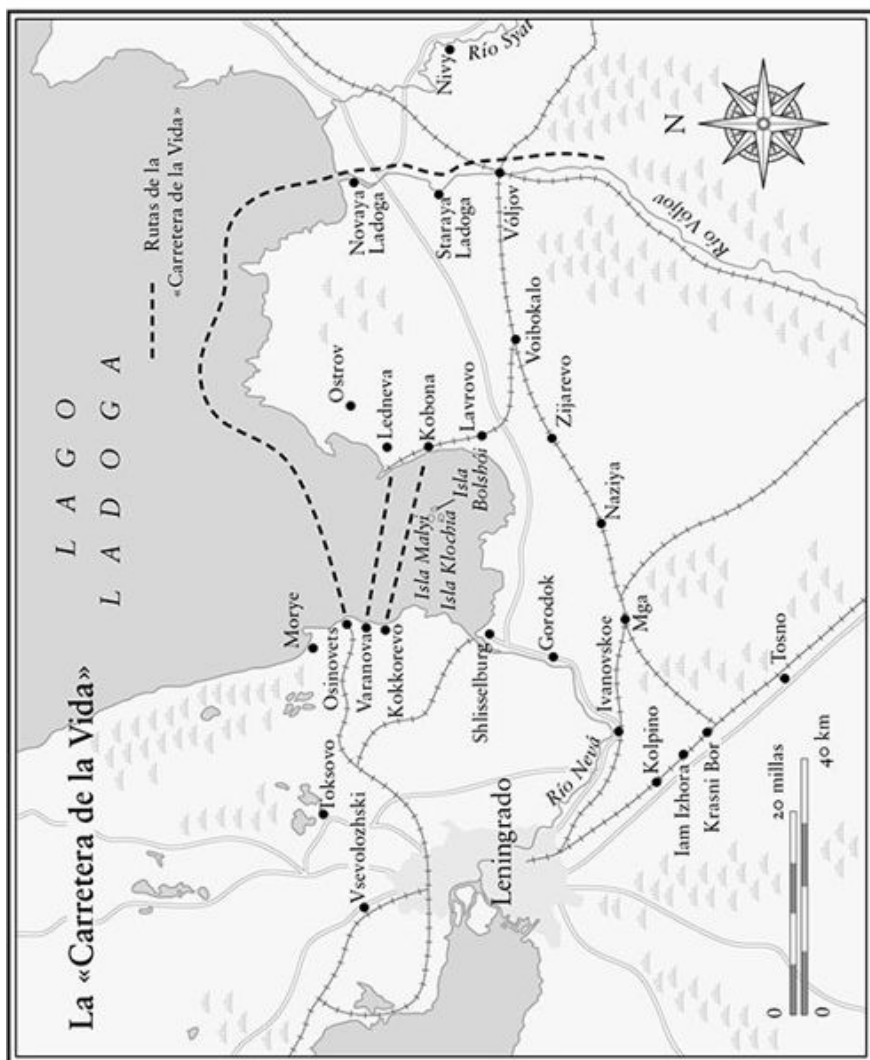 La «Carretera de la Vida»
LAGO
LADOGA
Rutas de la
«Carretera de la Vida»
Morye
Osinovets
Varanova
Kokkorevo
Toksovo
Vsevolozhski
Leningrado
Río Nevá
Shlisselburg
Gorodok
Ivanovskoe
Mga
Kolpino
Iam Izhora
Krasni Bor
Tosno
Naziya
Zijarevo
Voibokalo
Lavrovo
Kobona
Ledneva
Ostrov
Isla Malyi
Isla Klochia
Isla
Bolshói
Novaya
Ladoga
Staraya
Ladoga
Vóljov
Río Voljov
Nivy
Río Syat
N
0 20 millas
0 40 km